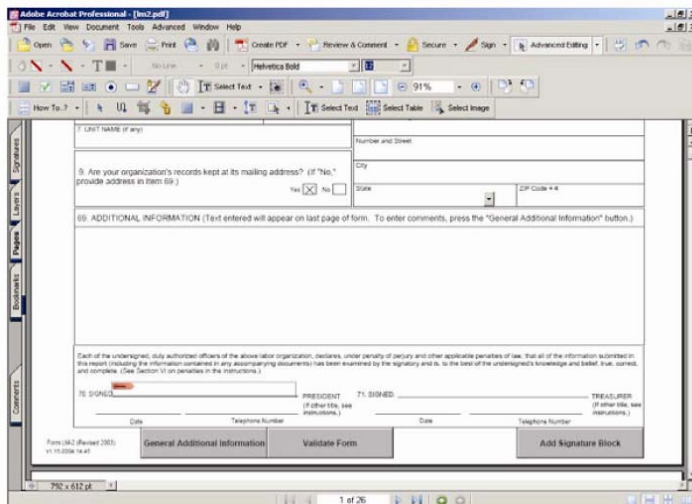 Adobe Acrobat Professional - [lm2.pdf]
File Edit View Document Tools Advanced Window Help
Open Save Print Create PDF Review & Comment Secure Sign Advanced Editing
No Line 0 pt Helvetica Bold 12
Select Text 91%
How To..? Select Text Select Table Select Image
Signatures
Layers
Pages
Bookmarks
Comments
7. UNIT NAME (if any)
Number and Street
9. Are your organization's records kept at its mailing address? (If "No," provide address in Item 69.)
Yes X No
City
State
ZIP Code + 4
69. ADDITIONAL INFORMATION (Text entered will appear on last page of form. To enter comments, press the "General Additional Information" button.)
Each of the undersigned, duly authorized officers of the above labor organization, declares, under penalty of perjury and other applicable penalties of law, that all of the information submitted in
this report (including the information contained in any accompanying documents) has been examined by the signatory and is, to the best of the undersigned's knowledge and belief, true, correct,
and complete. (See Section VI on penalties in the instructions.)
70. SIGNED
PRESIDENT
(If other title, see
instructions.)
71. SIGNED
TREASURER
(If other title, see
instructions.)
Date
Telephone Number
Date
Telephone Number
Form LM-2 (Revised 2003)
General Additional Information
Validate Form
Add Signature Block
792 x 612 pt
1 of 26